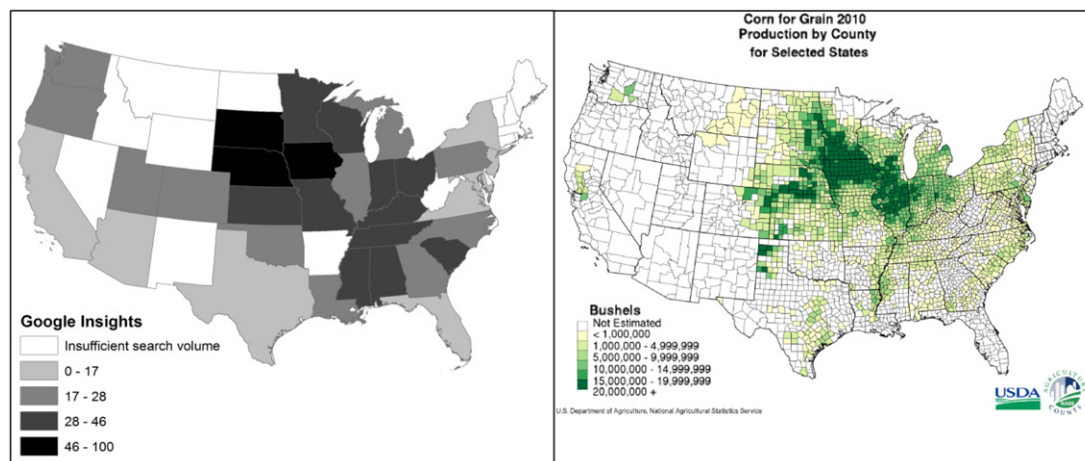 Google Insights
Insufficient search volume
0 - 17
17 - 28
28 - 46
46 - 100
Corn for Grain 2010
Production by County
for Selected States
Bushels
Not Estimated
< 1,000,000
1,000,000 - 4,999,999
5,000,000 - 9,999,999
10,000,000 - 14,999,999
15,000,000 - 19,999,999
20,000,000 +
U.S. Department of Agriculture, National Agricultural Statistics Service
USDA
AGRICULTURE
COUNTS